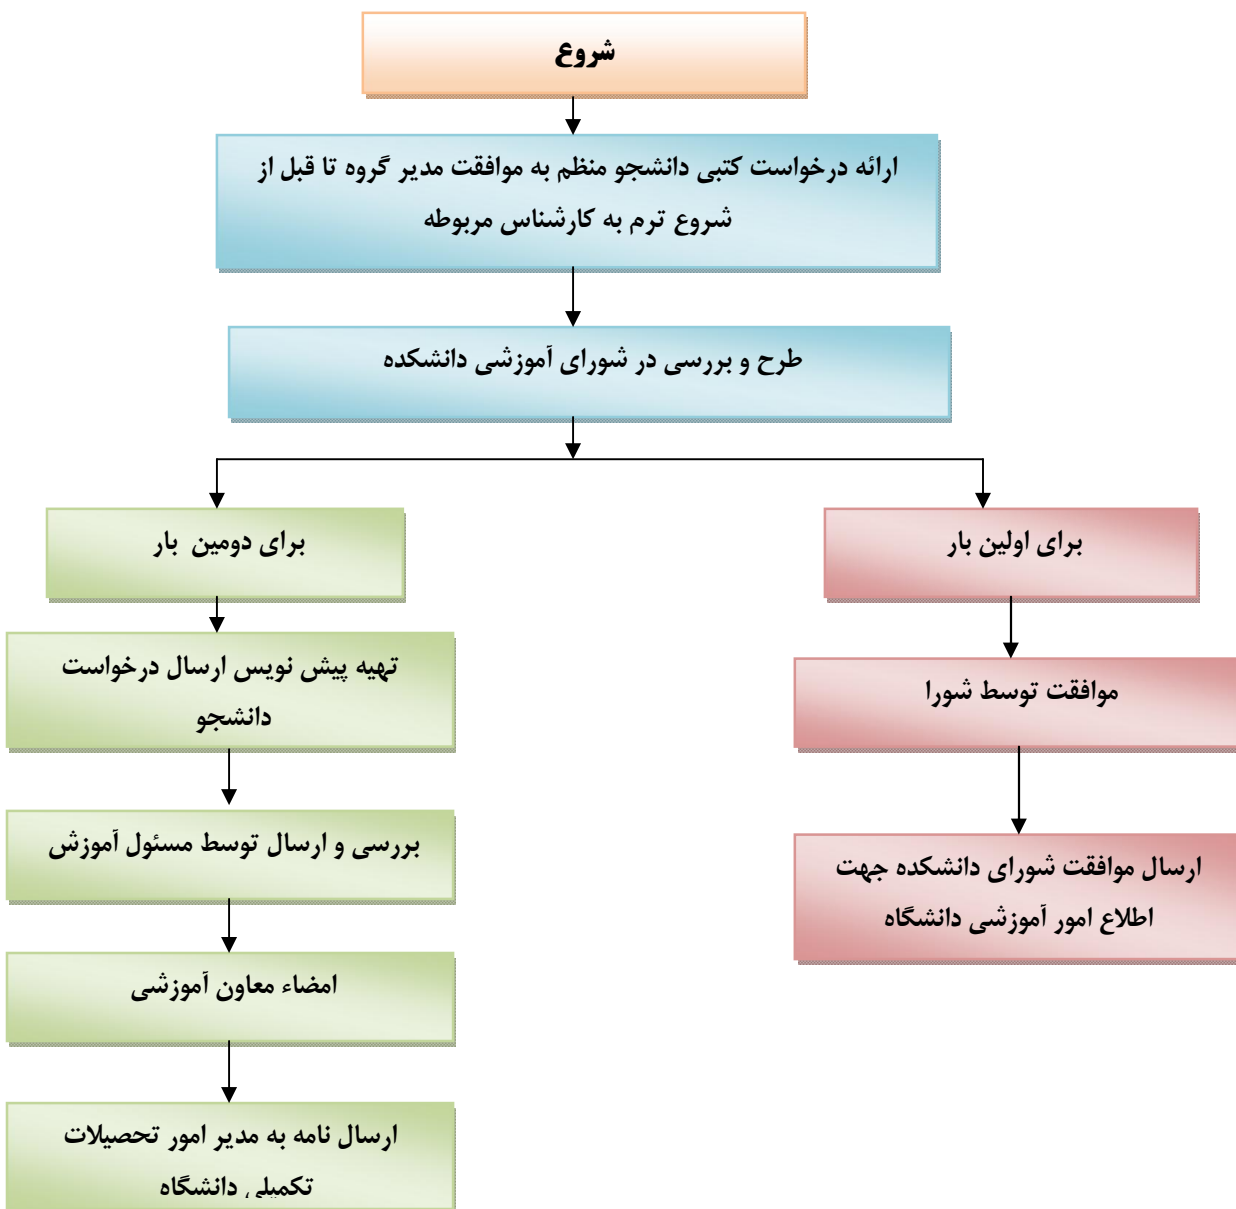 شروع
ارائه درخواست کتبی دانشجو منظم به موافقت مدیر گروه تا قبل از
شروع ترم به کارشناس مربوطه
طرح و بررسی در شورای آموزشی دانشکده
برای اولین بار
موافقت توسط شورا
ارسال موافقت شورای دانشکده جهت
اطلاع امور آموزشی دانشگاه
برای دومین بار
تهیه پیش نویس ارسال درخواست
دانشجو
بررسی و ارسال توسط مسئول آموزش
امضاء معاون آموزشی
ارسال نامه به مدیر امور تحصیلات
تکمیلی دانشگاه